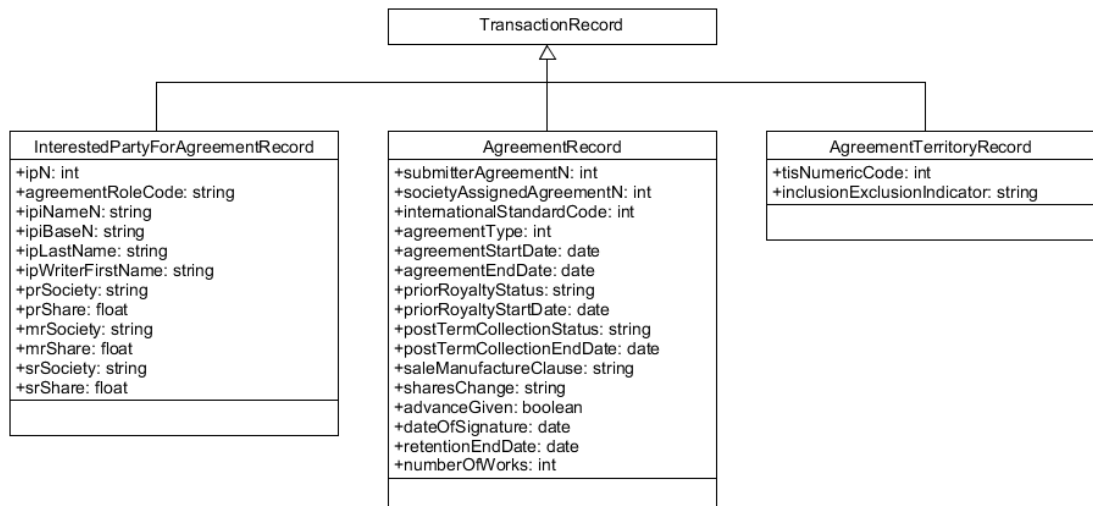 TransactionRecord
InterestedPartyForAgreementRecord
+ipN: int
+agreementRoleCode: string
+ipiNameN: string
+ipiBaseN: string
+ipLastName: string
+ipWriterFirstName: string
+prSociety: string
+prShare: float
+mrSociety: string
+mrShare: float
+srSociety: string
+srShare: float
AgreementRecord
+submitterAgreementN: int
+societyAssignedAgreementN: int
+internationalStandardCode: int
+agreementType: int
+agreementStartDate: date
+agreementEndDate: date
+priorRoyaltyStatus: string
+priorRoyaltyStartDate: date
+postTermCollectionStatus: string
+postTermCollectionEndDate: date
+saleManufactureClause: string
+sharesChange: string
+advanceGiven: boolean
+dateOfSignature: date
+retentionEndDate: date
+numberOfWorks: int
AgreementTerritoryRecord
+tisNumericCode: int
+inclusionExclusionIndicator: string